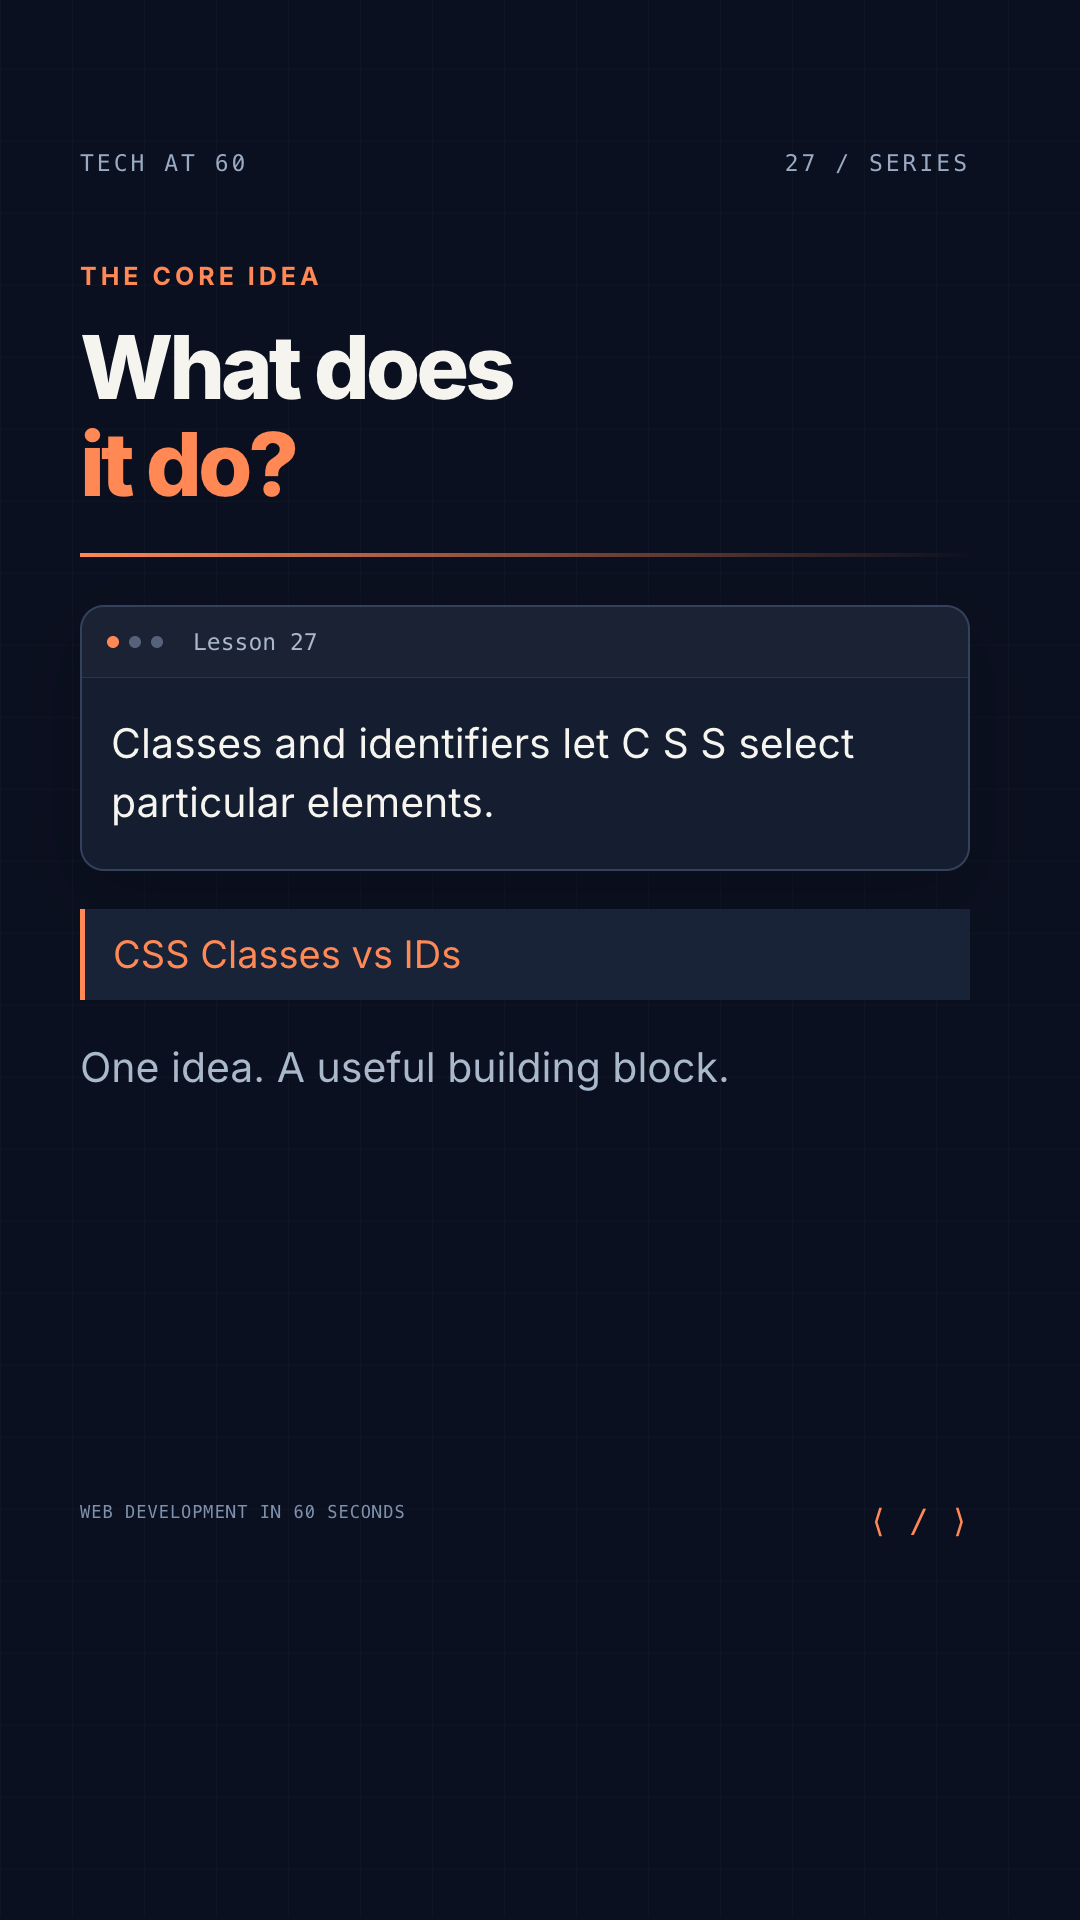 TECH AT 60
27 / SERIES
THE CORE IDEA
What does
it do?
Lesson 27
Classes and identifiers let C S S select
particular elements.
CSS Classes vs IDs
One idea. A useful building block.
WEB DEVELOPMENT IN 60 SECONDS
⟨ / ⟩